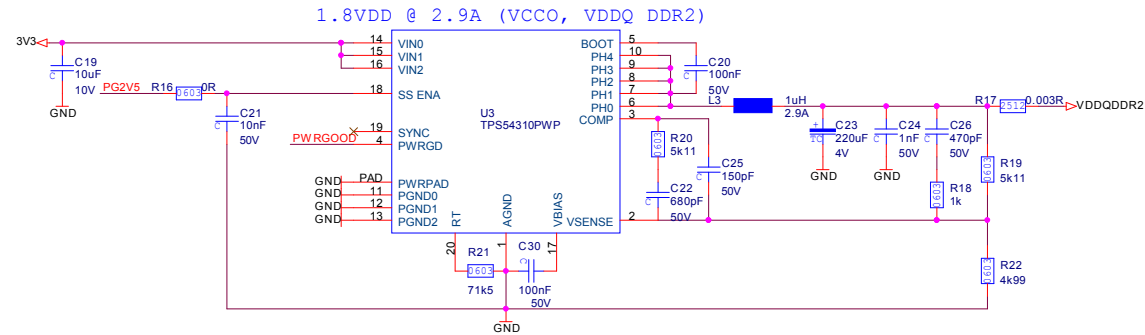 1.8VDD @ 2.9A (VCCO, VDDQ DDR2)
3V3
C19
10uF
10V
GND
PG2V5
R16
0603
0R
C21
10nF
50V
PWRGOOD
GND
GND
GND
GND
14
15
16
18
19
4
PAD
11
12
13
VIN0
VIN1
VIN2
SS ENA
SYNC
PWRGD
PWRPAD
PGND0
PGND1
PGND2
U3
TPS54310PWP
BOOT
PH4
PH3
PH2
PH1
PH0
COMP
VSENSE
RT
AGND
VBIAS
5
10
9
8
7
6
3
2
20
1
17
C20
100nF
50V
L3
1uH
2.9A
R20
0603
5k11
C22
680pF
50V
C25
150pF
50V
C23
220uF
4V
GND
C24
1nF
50V
GND
C26
470pF
50V
R18
0603
1k
R17
2512
0.003R
VDDQDDR2
R19
0603
5k11
R22
0603
4k99
R21
0603
71k5
C30
100nF
50V
GND